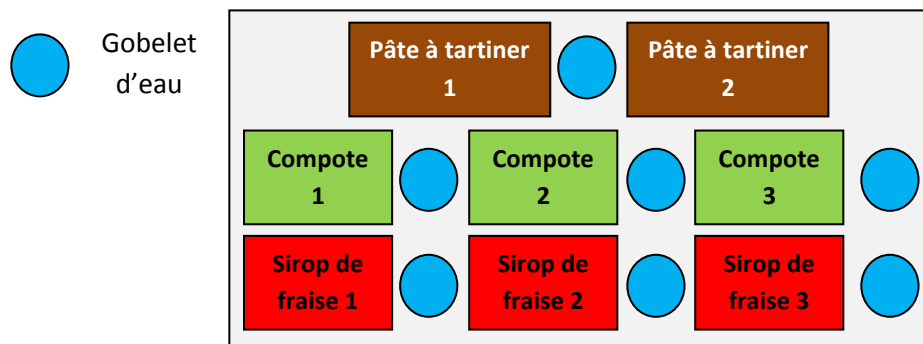 Gobelet
d’eau
Pâte à tartiner
1
Pâte à tartiner
2
Compote
1
Compote
2
Compote
3
Sirop de
fraise 1
Sirop de
fraise 2
Sirop de
fraise 3